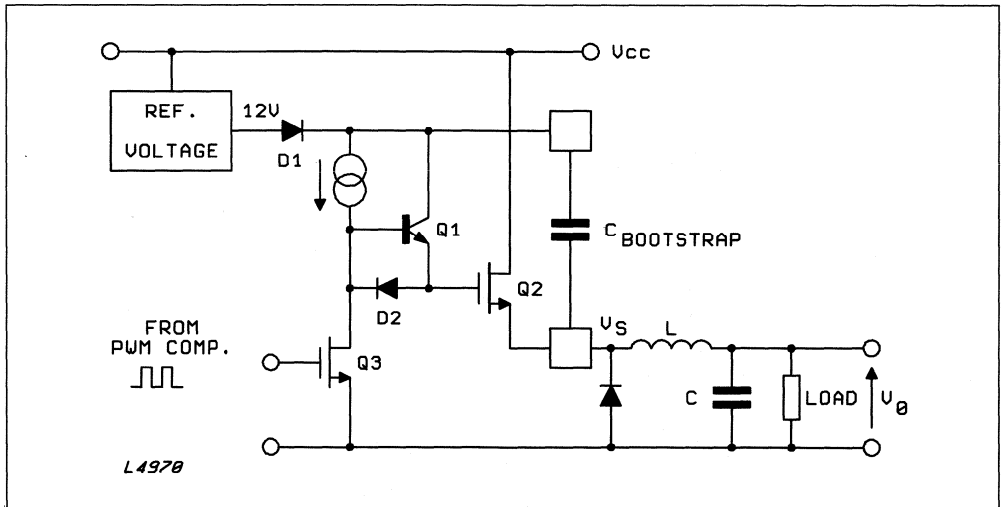 Vcc
REF.
VOLTAGE
12V
D1
Q1
C BOOTSTRAP
D2
Q2
FROM
PWM COMP.
Q3
VS
L
C
LOAD
V0
L4970